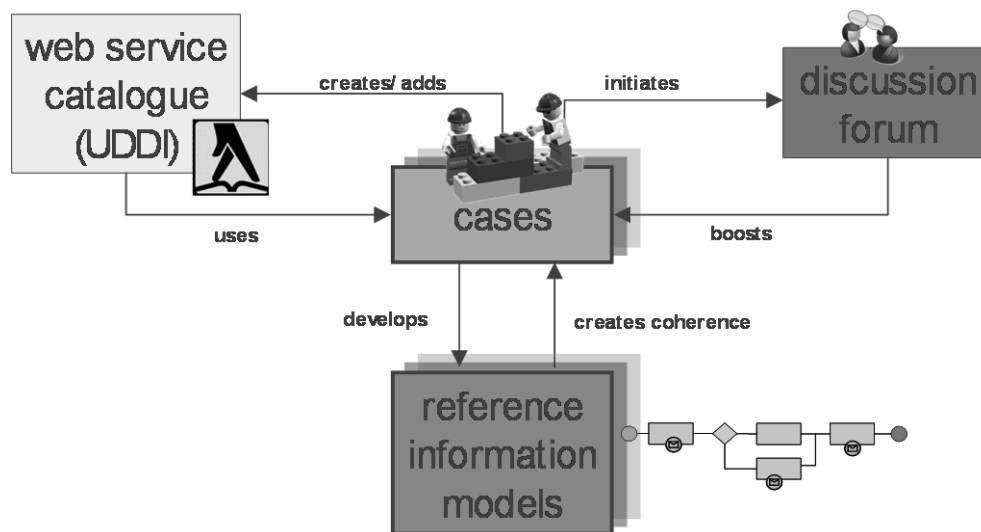 web service
catalogue
(UDDI)
creates/ adds
initiates
discussion
forum
uses
cases
boosts
develops
creates coherence
reference
information
models